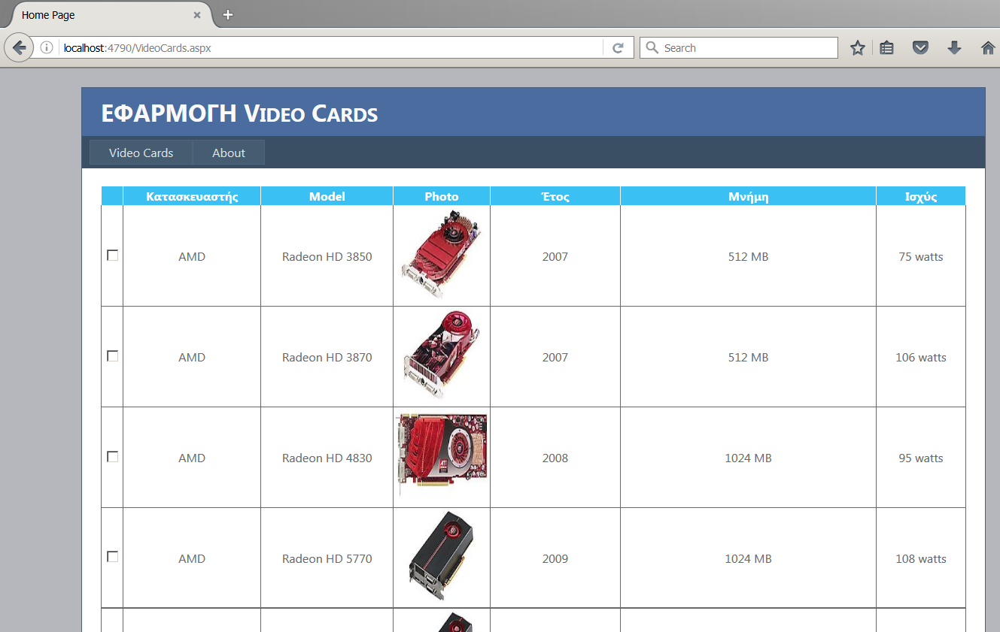 Home Page
localhost:4790/VideoCards.aspx
Search
ΕΦΑΡΜΟΓΗ VIDEO CARDS
Video Cards About
Κατασκευαστής Model Photo Έτος Μνήμη Ισχύς
AMD Radeon HD 3850 2007 512 MB 75 watts
AMD Radeon HD 3870 2007 512 MB 106 watts
AMD Radeon HD 4830 2008 1024 MB 95 watts
AMD Radeon HD 5770 2009 1024 MB 108 watts